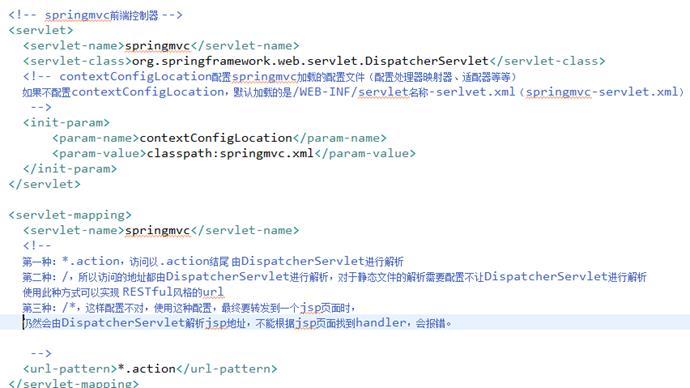 <!-- springmvc前端控制器 -->
<servlet>
<servlet-name>springmvc</servlet-name>
<servlet-class>org.springframework.web.servlet.DispatcherServlet</servlet-class>
<!-- contextConfigLocation配置springmvc加载的配置文件（配置处理器映射器、适配器等等）
如果不配置contextConfigLocation，默认加载的是/WEB-INF/servlet名称-serlvet.xml（springmvc-servlet.xml）
-->
<init-param>
<param-name>contextConfigLocation</param-name>
<param-value>classpath:springmvc.xml</param-value>
</init-param>
</servlet>
<servlet-mapping>
<servlet-name>springmvc</servlet-name>
<!--
第一种：*.action，访问以.action结尾 由DispatcherServlet进行解析
第二种：/，所以访问的地址都由DispatcherServlet进行解析，对于静态文件的解析需要配置不让DispatcherServlet进行解析
使用此种方式可以实现 RESTful风格的url
第三种：/*，这样配置不对，使用这种配置，最终要转发到一个jsp页面时，
仍然会由DispatcherServlet解析jsp地址，不能根据jsp页面找到handler，会报错。
-->
<url-pattern>*.action</url-pattern>
</servlet-mapping>